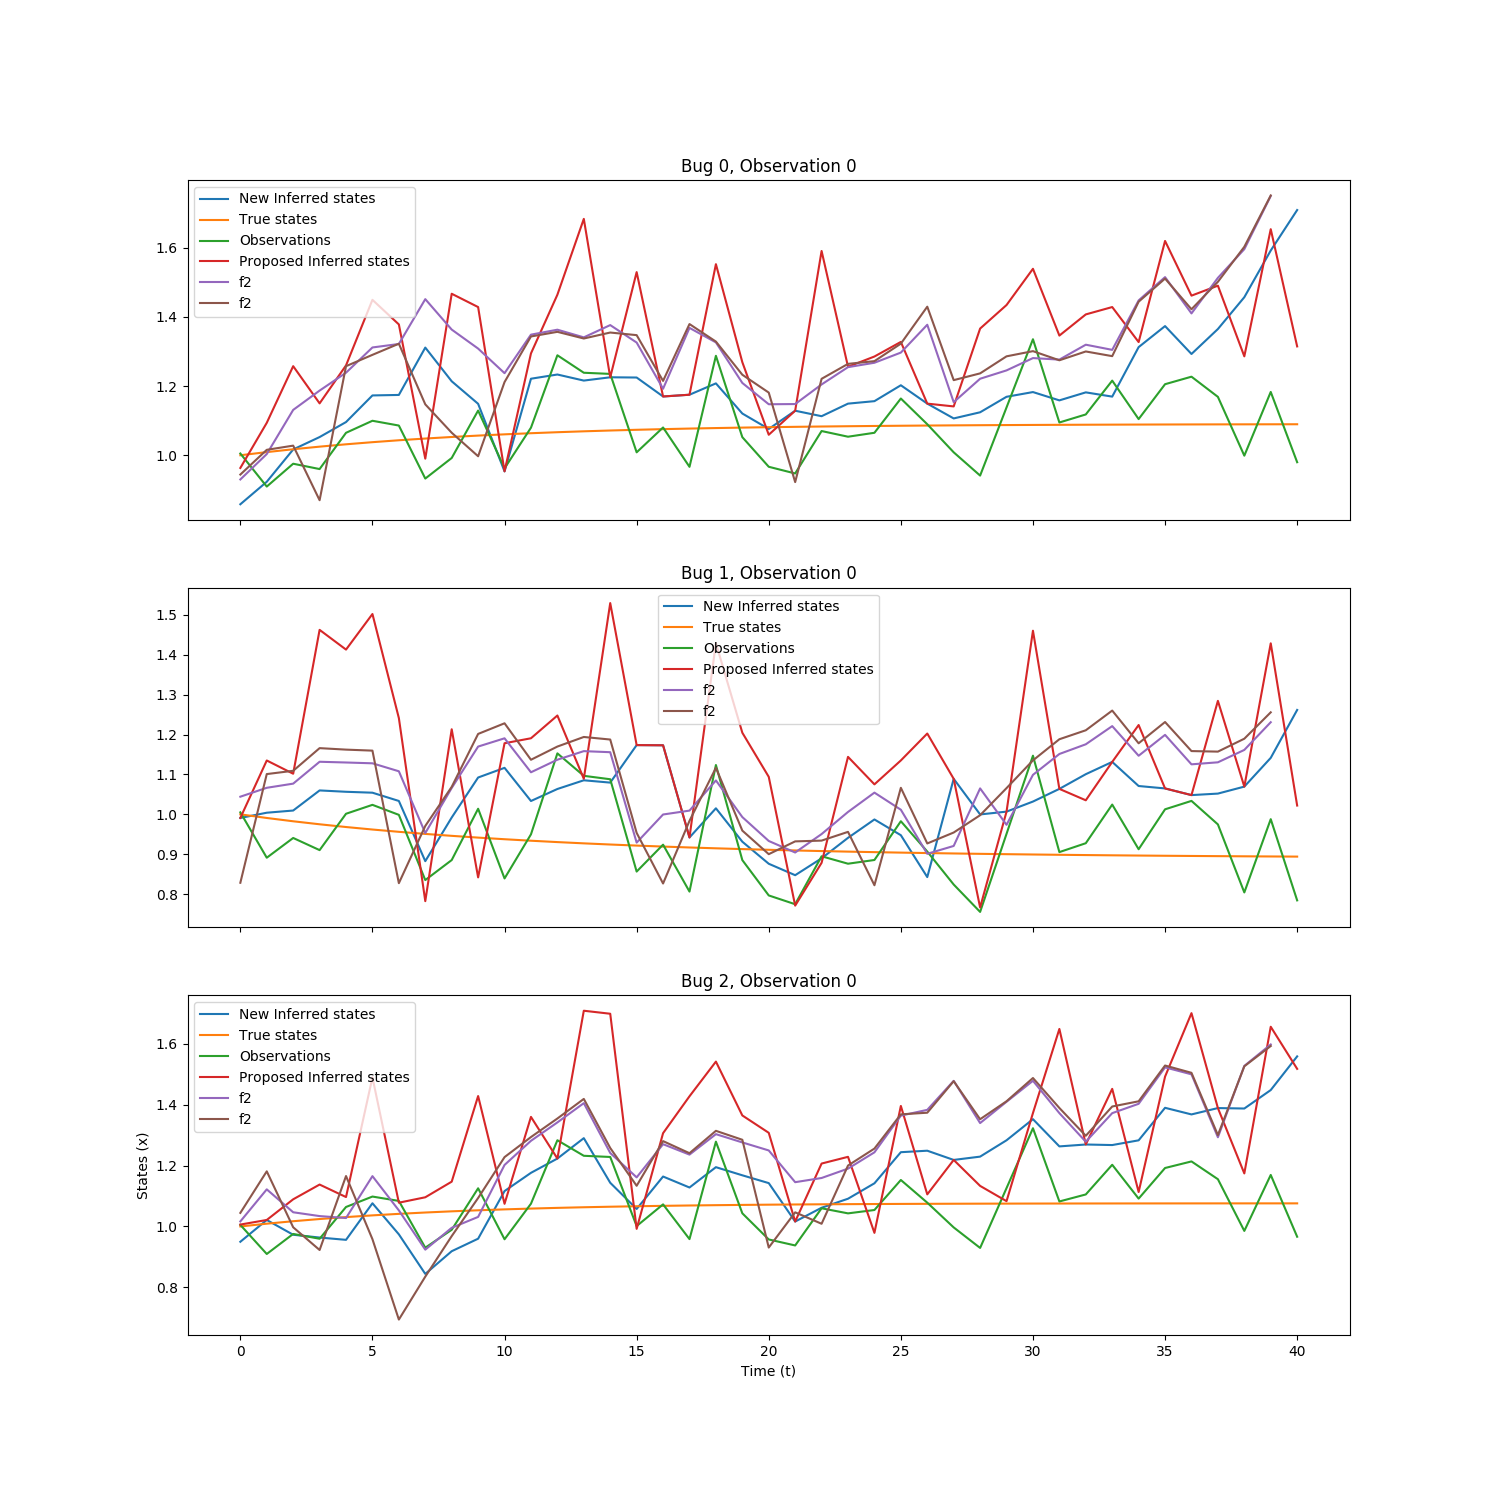 Bug 0, Observation 0
New Inferred states
True states
Observations
Proposed Inferred states
f2
f2
1.6
1.4
1.2
1.0
Bug 1, Observation 0
New Inferred states
True states
Observations
Proposed Inferred states
f2
f2
1.5
1.4
1.3
1.2
1.1
1.0
0.9
0.8
Bug 2, Observation 0
New Inferred states
True states
Observations
Proposed Inferred states
f2
f2
1.6
1.4
1.2
1.0
0.8
States (x)
0 5 10 15 20 25 30 35 40
Time (t)